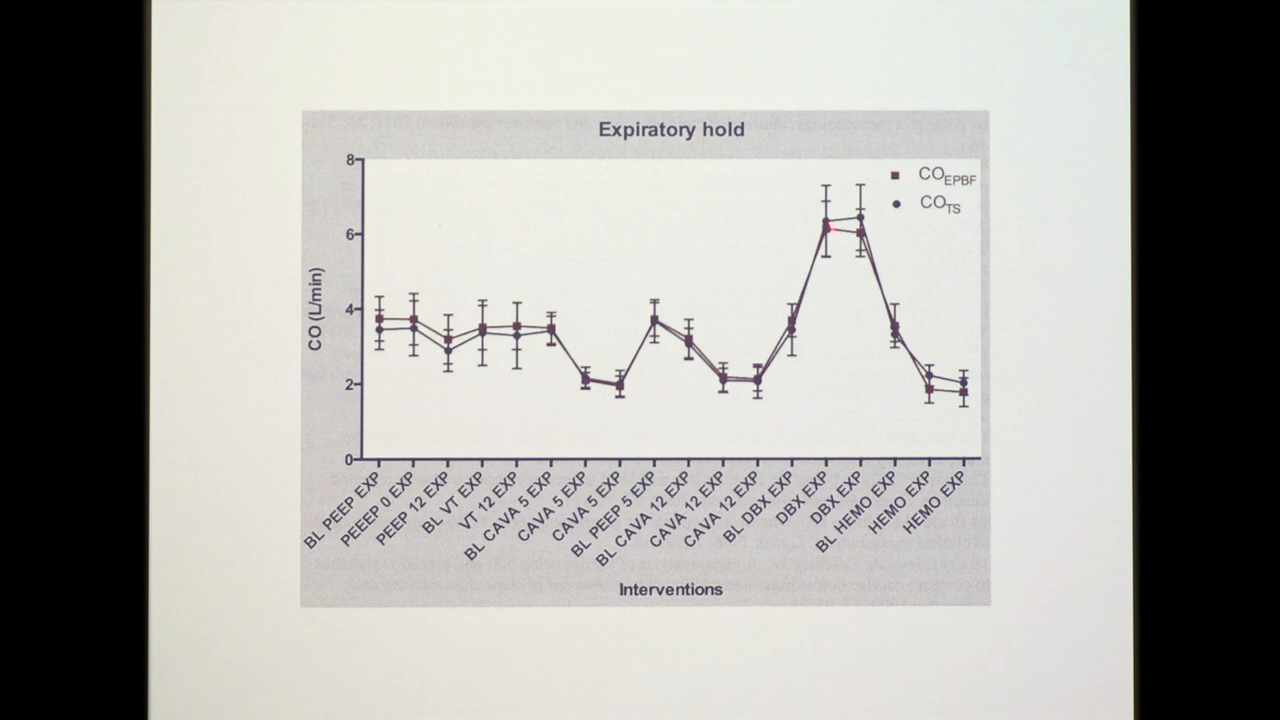 Expiratory hold
8
6
4
2
0
CO (L/min)
CO_EPBF
CO_TS
BL PEEP EXP
PEEEP 0 EXP
PEEP 12 EXP
BL VT EXP
VT 12 EXP
BL CAVA 5 EXP
CAVA 5 EXP
CAVA 5 EXP
BL PEEP 5 EXP
BL CAVA 12 EXP
CAVA 12 EXP
CAVA 12 EXP
BL DBX EXP
DBX EXP
DBX EXP
BL HEMO EXP
HEMO EXP
HEMO EXP
Interventions